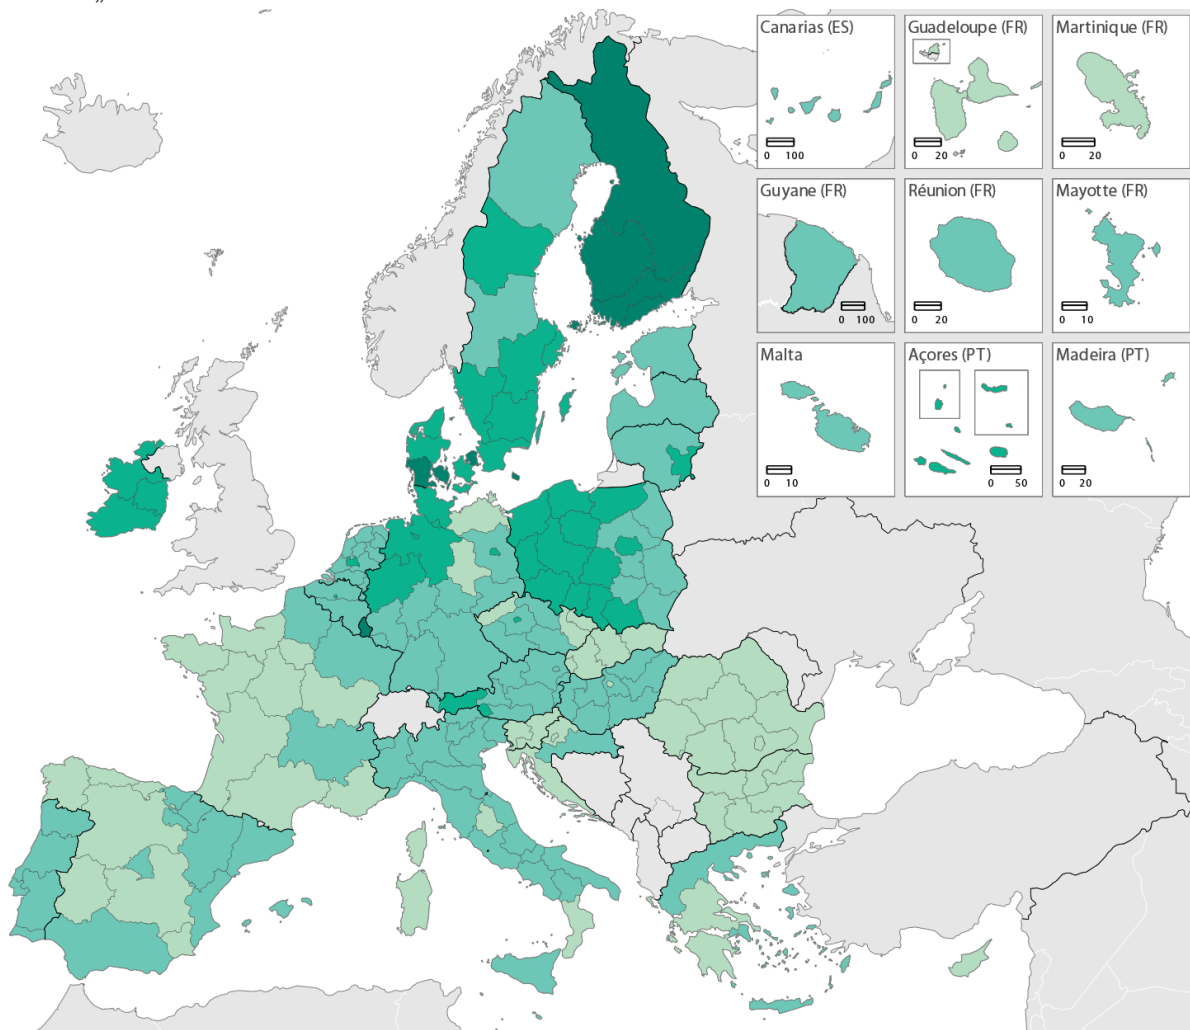 Canarias (ES)
0 100
Guadeloupe (FR)
0 20
Martinique (FR)
0 20
Guyane (FR)
0 100
Réunion (FR)
0 20
Mayotte (FR)
0 10
Malta
0 10
Açores (PT)
0 50
Madeira (PT)
0 20